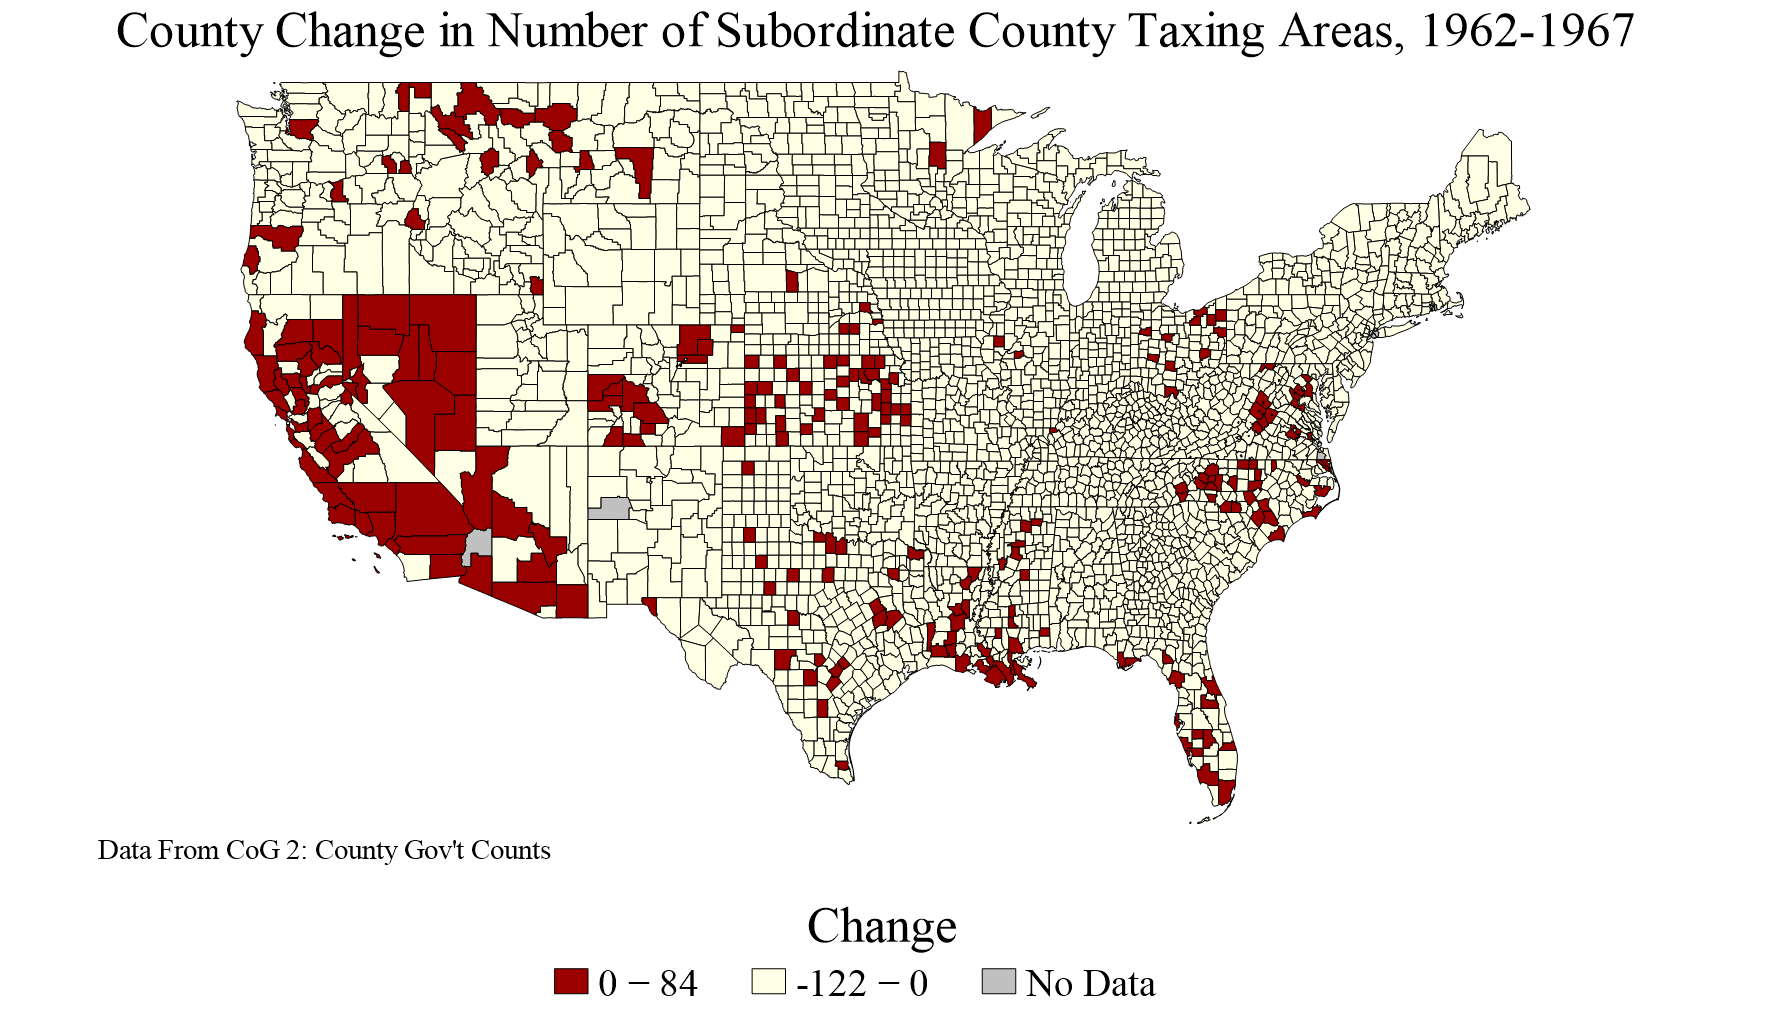 County Change in Number of Subordinate County Taxing Areas, 1962-1967
Data From CoG 2: County Gov't Counts
Change
0 − 84
-122 − 0
No Data